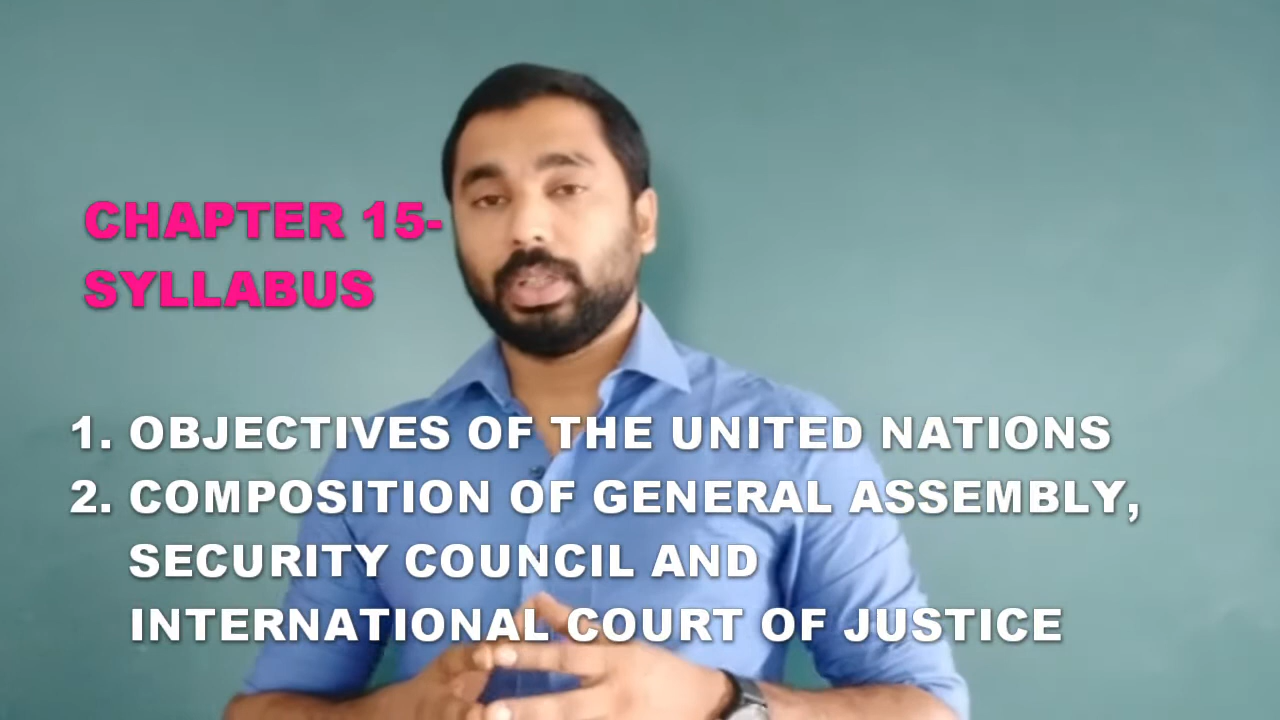 CHAPTER 15-
SYLLABUS
1. OBJECTIVES OF THE UNITED NATIONS
2. COMPOSITION OF GENERAL ASSEMBLY,
SECURITY COUNCIL AND
INTERNATIONAL COURT OF JUSTICE